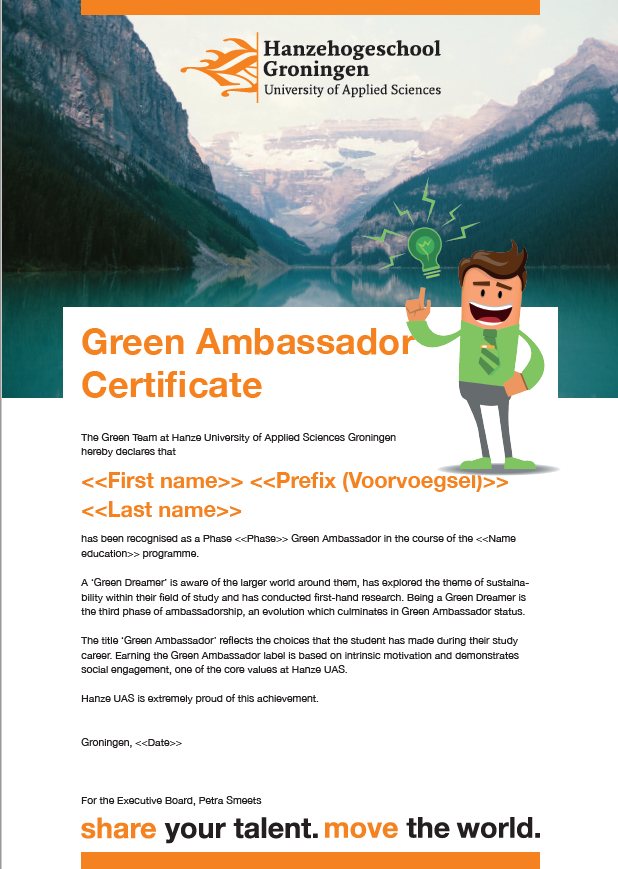 Hanzehogeschool
Groningen
University of Applied Sciences
Green Ambassador
Certificate
The Green Team at Hanze University of Applied Sciences Groningen
hereby declares that
<<First name>> <<Prefix (Voorvoegsel)>>
<<Last name>>
has been recognised as a Phase <<Phase>> Green Ambassador in the course of the <<Name
education>> programme.
A ‘Green Dreamer’ is aware of the larger world around them, has explored the theme of sustaina-
bility within their field of study and has conducted first-hand research. Being a Green Dreamer is
the third phase of ambassadorship, an evolution which culminates in Green Ambassador status.
The title ‘Green Ambassador’ reflects the choices that the student has made during their study
career. Earning the Green Ambassador label is based on intrinsic motivation and demonstrates
social engagement, one of the core values at Hanze UAS.
Hanze UAS is extremely proud of this achievement.
Groningen, <<Date>>
For the Executive Board, Petra Smeets
share your talent. move the world.